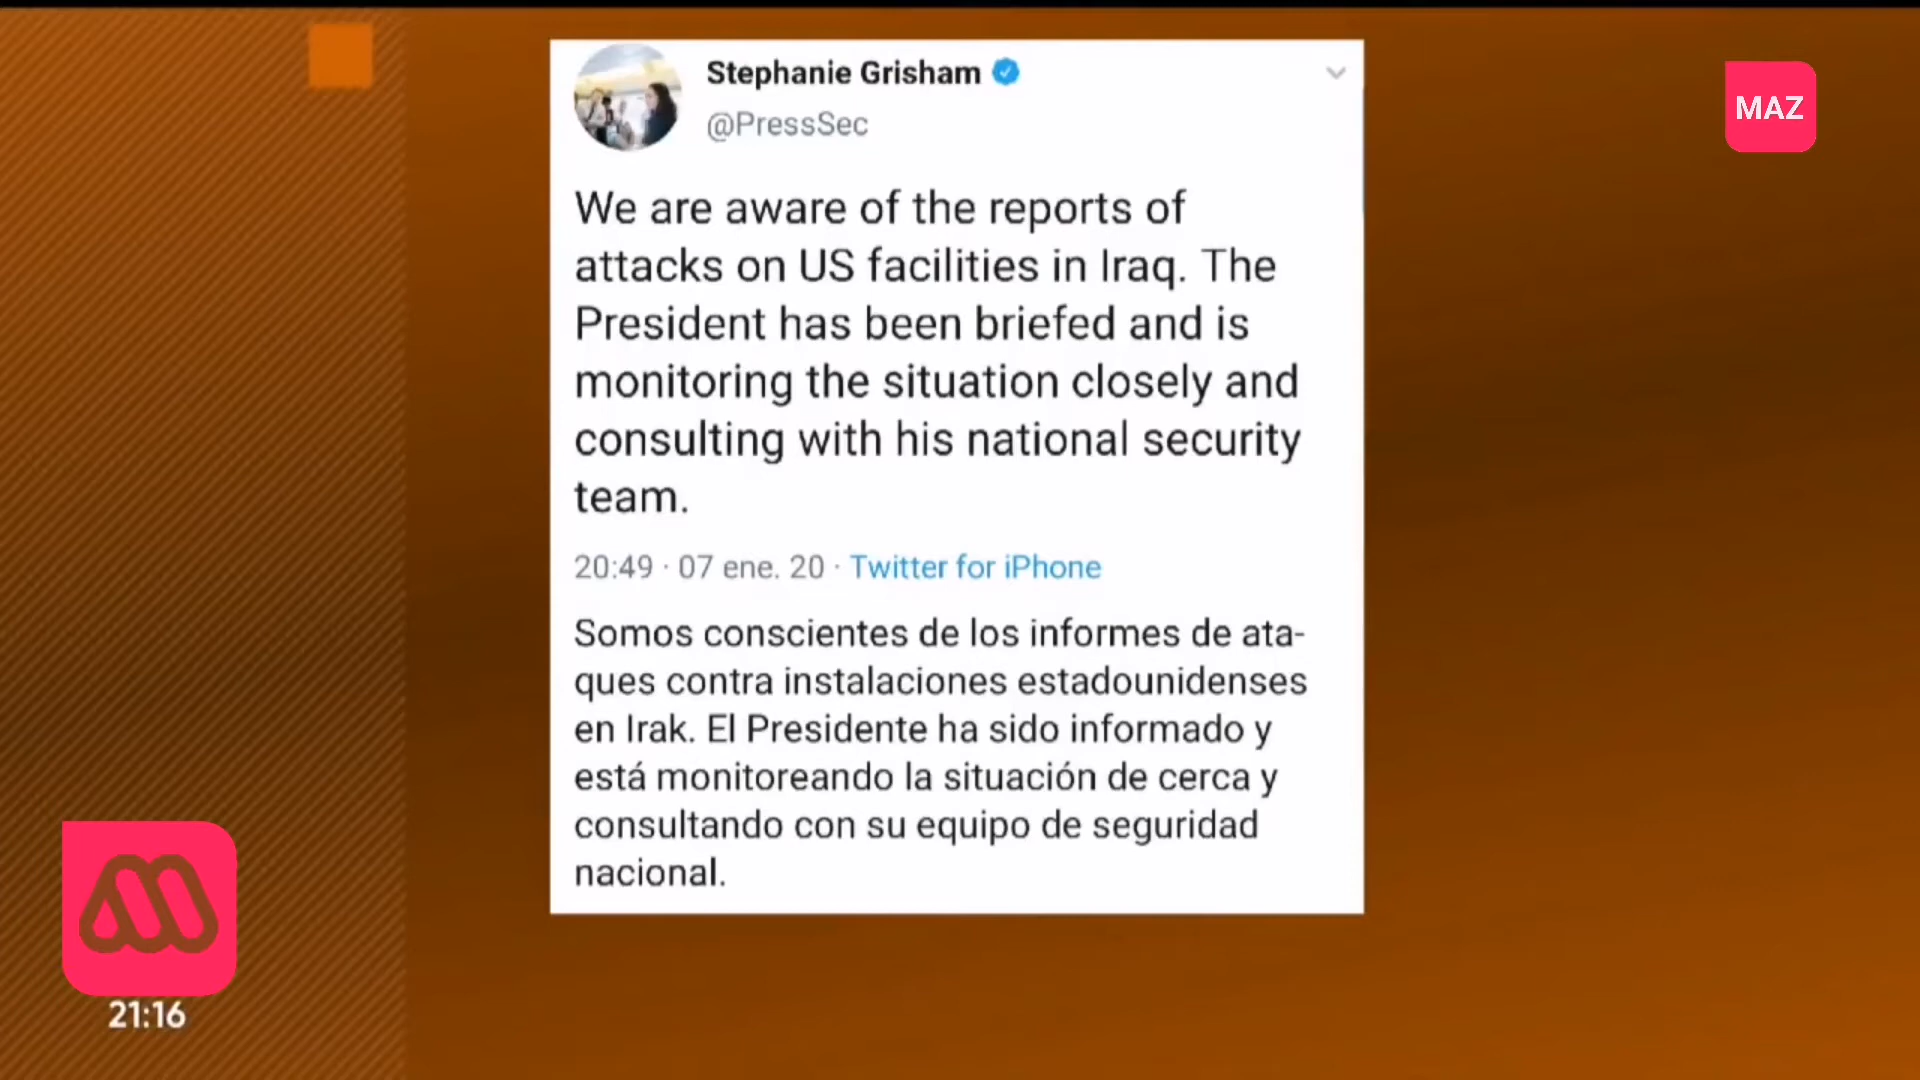 Stephanie Grisham
@PressSec
MAZ
We are aware of the reports of
attacks on US facilities in Iraq. The
President has been briefed and is
monitoring the situation closely and
consulting with his national security
team.
20:49 · 07 ene. 20 · Twitter for iPhone
Somos conscientes de los informes de ata-
ques contra instalaciones estadounidenses
en Irak. El Presidente ha sido informado y
está monitoreando la situación de cerca y
consultando con su equipo de seguridad
nacional.
21:16